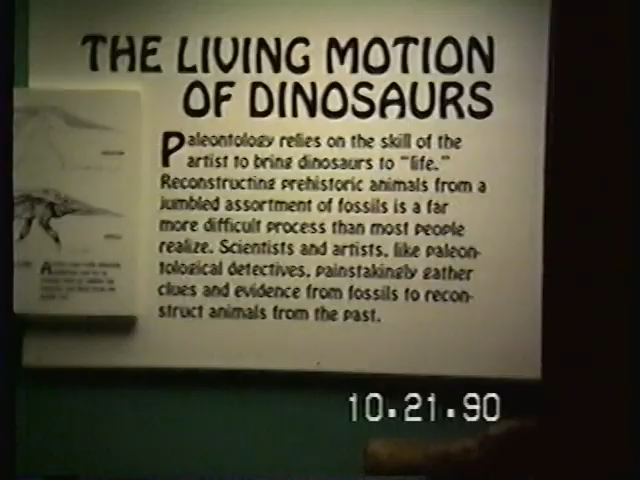 THE LIVING MOTION
OF DINOSAURS
Paleontology relies on the skill of the
artist to bring dinosaurs to "life."
Reconstructing prehistoric animals from a
jumbled assortment of fossils is a far
more difficult process than most people
realize. Scientists and artists, like paleon-
tological detectives, painstakingly gather
clues and evidence from fossils to recon-
struct animals from the past.
10.21.90